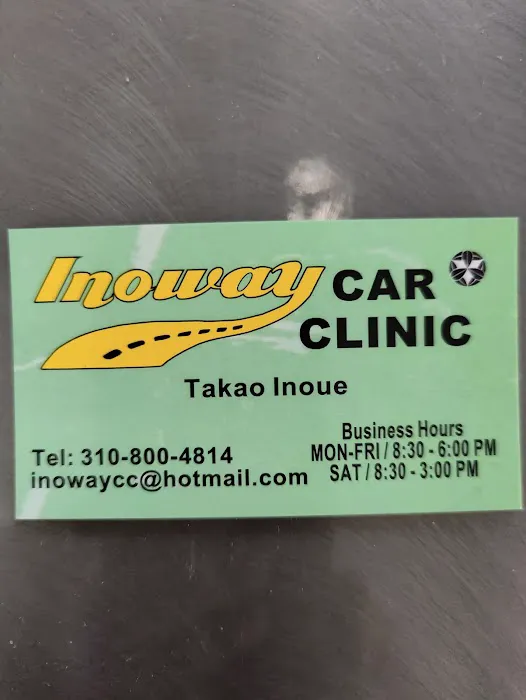 Inoway CAR
CLINIC
Takao Inoue
Tel: 310-800-4814
inowaycc@hotmail.com
Business Hours
MON-FRI / 8:30 - 6:00 PM
SAT / 8:30 - 3:00 PM